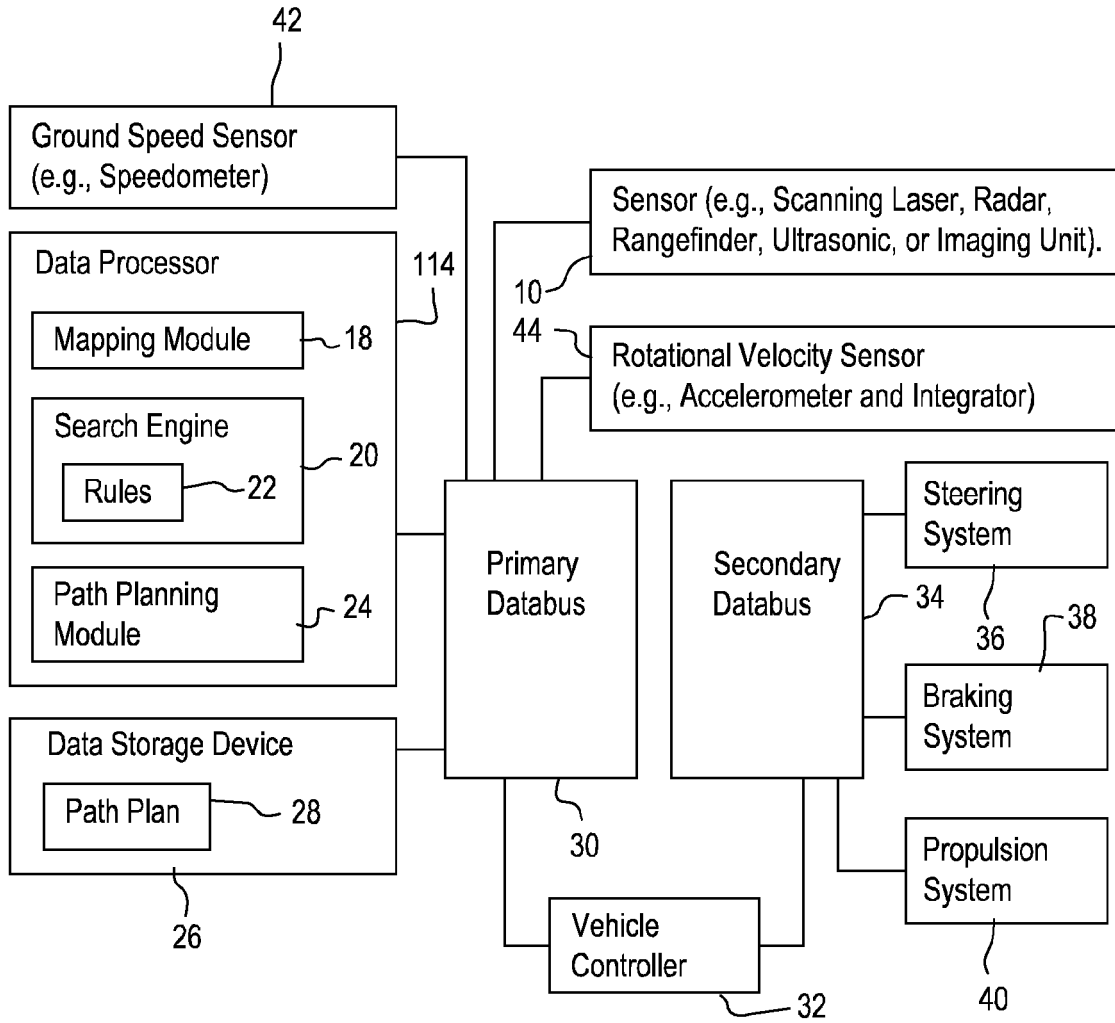 42
Ground Speed Sensor
(e.g., Speedometer)
Sensor (e.g., Scanning Laser, Radar,
Rangefinder, Ultrasonic, or Imaging Unit).
10
Data Processor
114
Mapping Module
18
Search Engine
20
Rules
22
Path Planning
Module
24
44
Rotational Velocity Sensor
(e.g., Accelerometer and Integrator)
Primary
Databus
30
Secondary
Databus
34
Steering
System
36
38
Braking
System
Propulsion
System
40
Data Storage Device
Path Plan
28
26
Vehicle
Controller
32